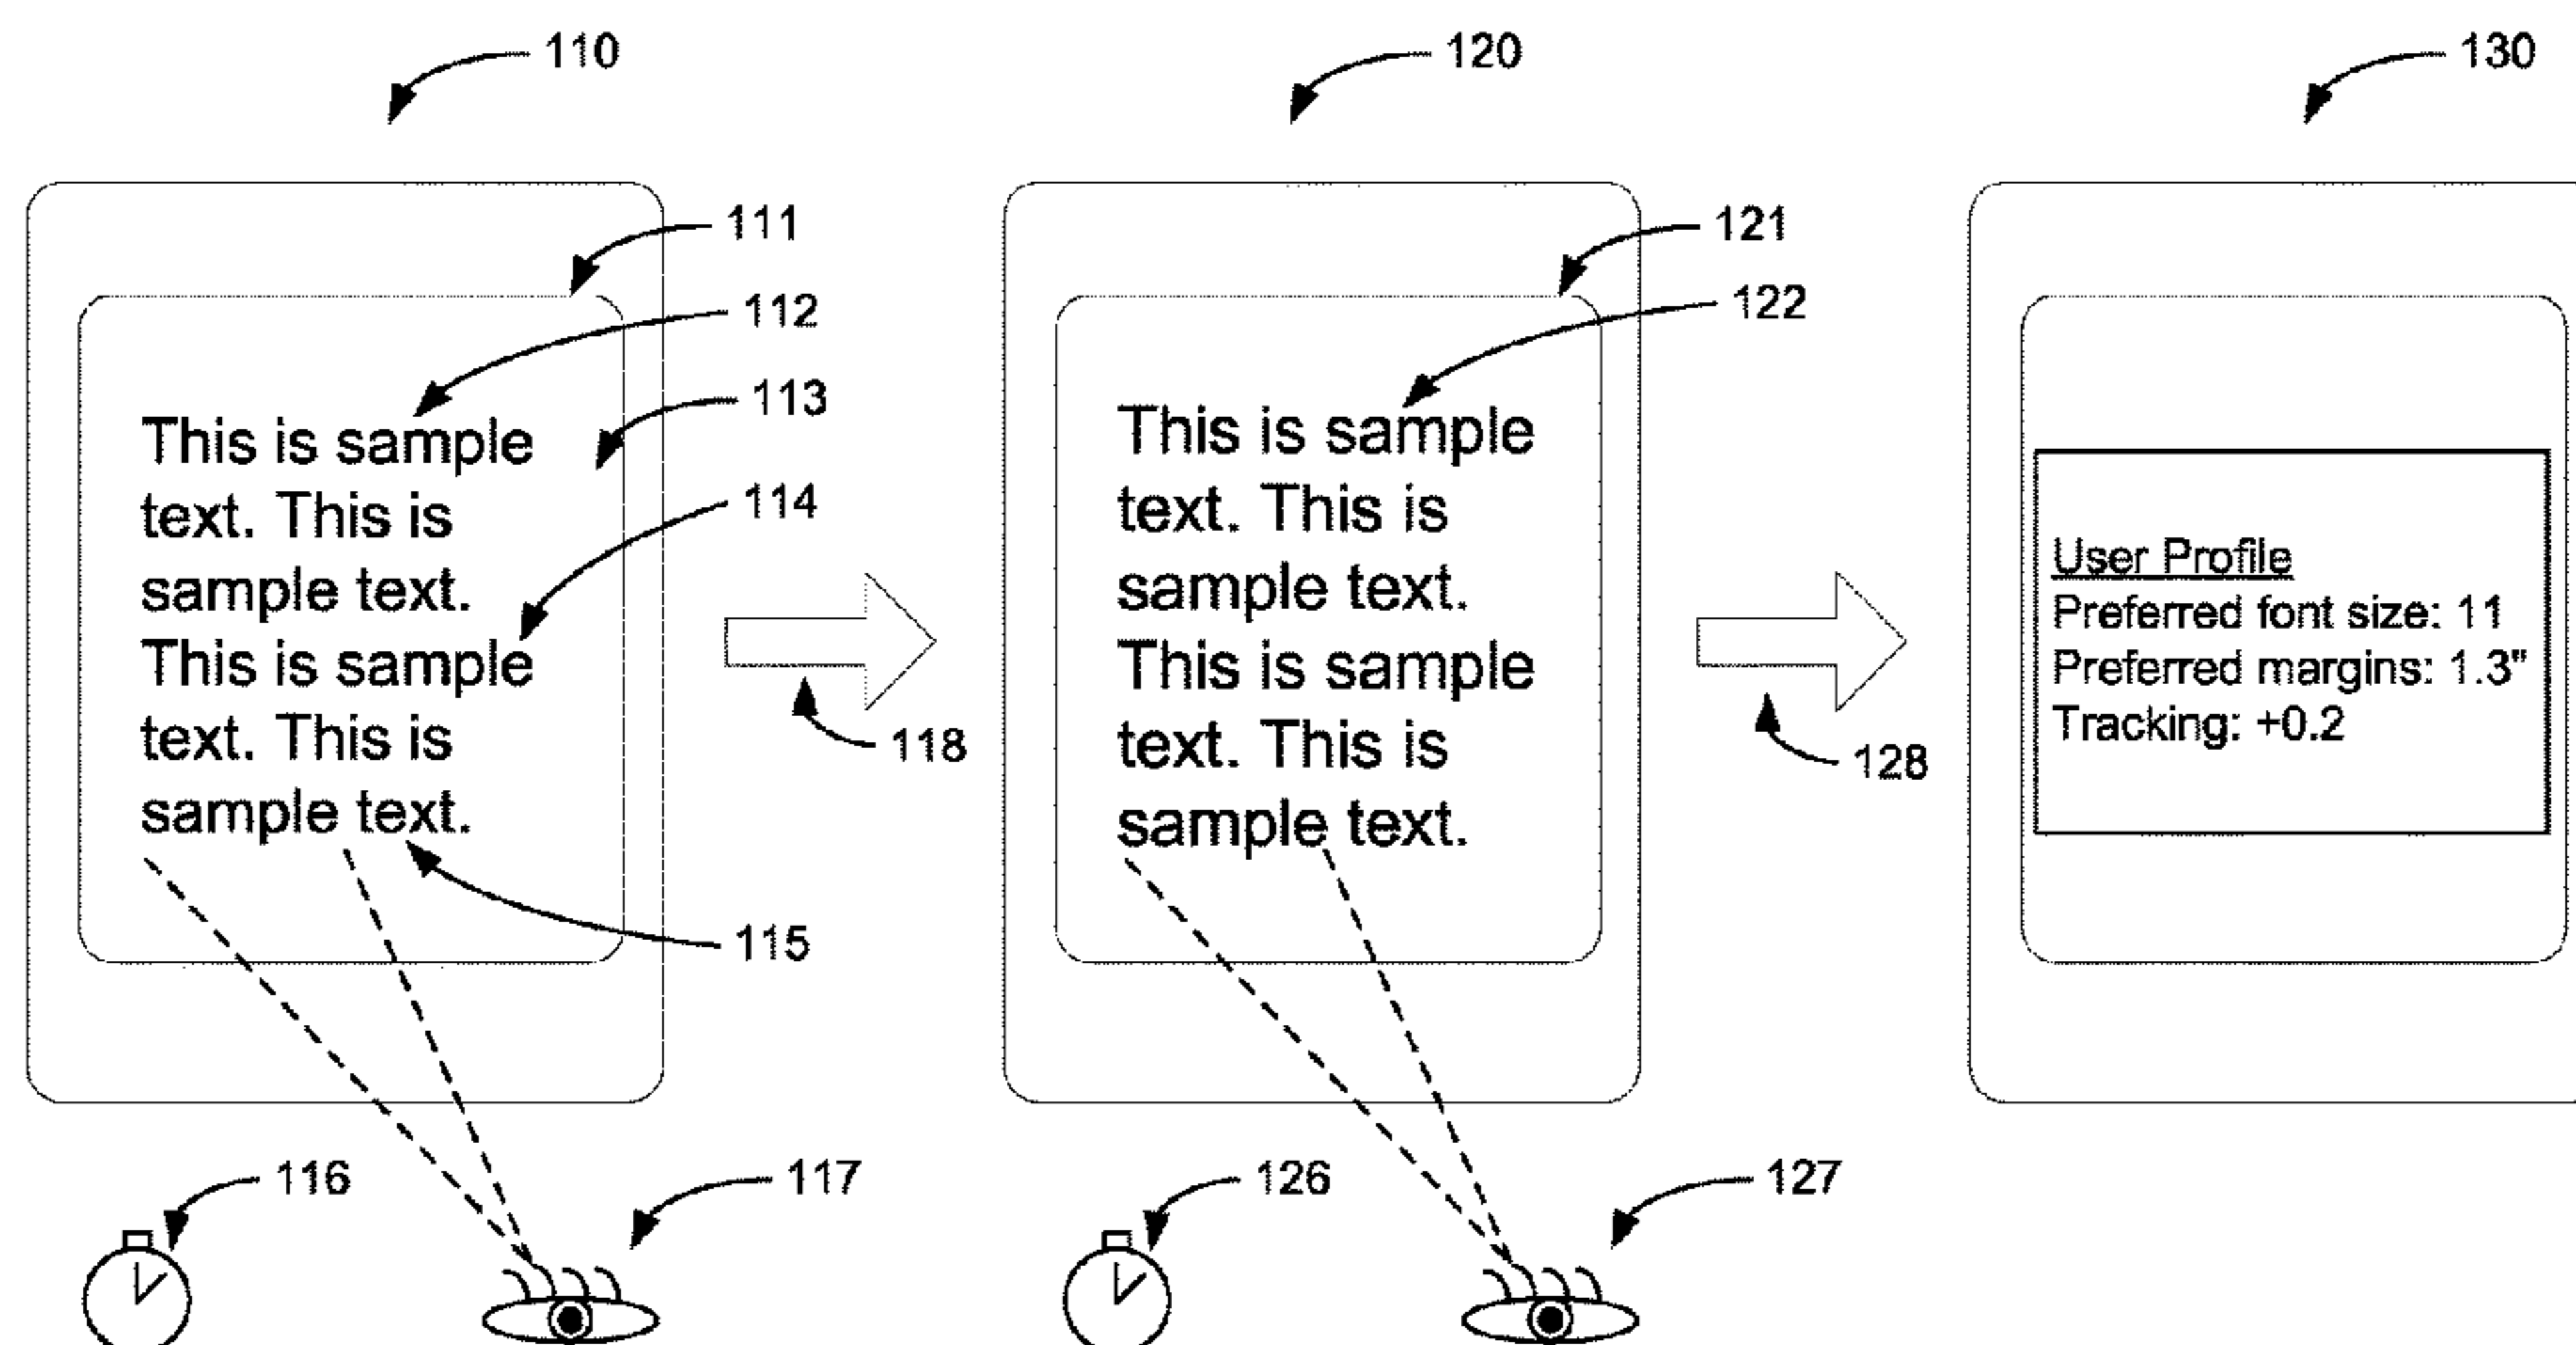 110
120
130
111
121
112
122
113
This is sample
text. This is
sample text.
This is sample
text. This is
sample text.
114
118
115
This is sample
text. This is
sample text.
This is sample
text. This is
sample text.
128
User Profile
Preferred font size: 11
Preferred margins: 1.3"
Tracking: +0.2
116
117
126
127